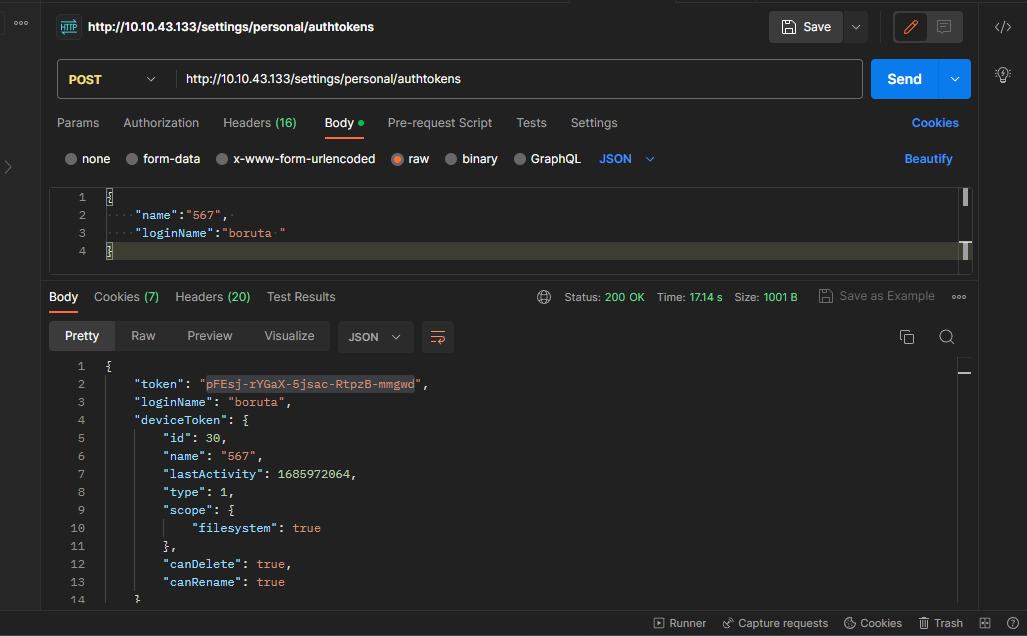 http://10.10.43.133/settings/personal/authtokens
Save
POST http://10.10.43.133/settings/personal/authtokens Send
Params Authorization Headers (16) Body Pre-request Script Tests Settings Cookies
none form-data x-www-form-urlencoded raw binary GraphQL JSON Beautify
1 {
2 "name":"567",
3 "loginName":"boruta "
4 }
Body Cookies (7) Headers (20) Test Results Status: 200 OK Time: 17.14 s Size: 1001 B Save as Example
Pretty Raw Preview Visualize JSON
1 {
2 "token": "pFEsj-rYGaX-5jsac-RtpzB-mmgwd",
3 "loginName": "boruta",
4 "deviceToken": {
5 "id": 30,
6 "name": "567",
7 "lastActivity": 1685972064,
8 "type": 1,
9 "scope": {
10 "filesystem": true
11 },
12 "canDelete": true,
13 "canRename": true
14 }
Runner Capture requests Cookies Trash